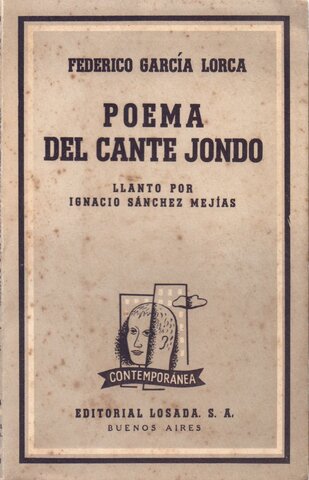 FEDERICO GARCÍA LORCA
POEMA
DEL CANTE JONDO
LLANTO POR
IGNACIO SÁNCHEZ MEJÍAS
CONTEMPORÁNEA
EDITORIAL LOSADA. S. A.
BUENOS AIRES